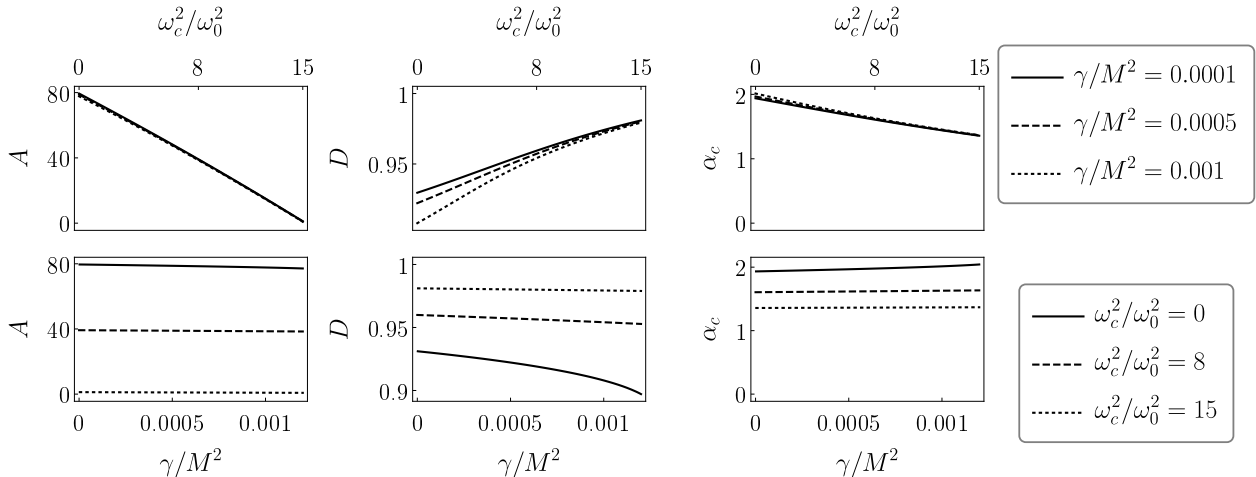 ω_c^2/ω_0^2 ω_c^2/ω_0^2 ω_c^2/ω_0^2
0 8 15 0 8 15 0 8 15
80 40 0 A
1 0.95 D
2 1 0 α_c
γ/M^2 = 0.0001
γ/M^2 = 0.0005
γ/M^2 = 0.001
80 40 0 A
1 0.95 0.9 D
2 1 0 α_c
ω_c^2/ω_0^2 = 0
ω_c^2/ω_0^2 = 8
ω_c^2/ω_0^2 = 15
0 0.0005 0.001 0 0.0005 0.001 0 0.0005 0.001
γ/M^2 γ/M^2 γ/M^2